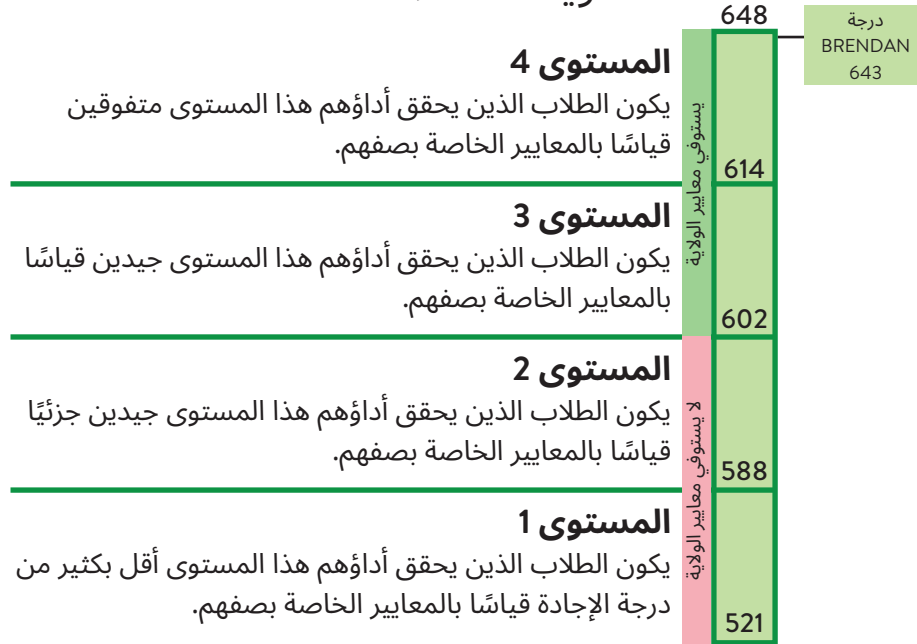 648
درجة
BRENDAN
643
المستوى 4
يكون الطلاب الذين يحقق أداؤهم هذا المستوى متفوقين
قياسًا بالمعايير الخاصة بصفهم.
يستوفي معايير الولاية
614
المستوى 3
يكون الطلاب الذين يحقق أداؤهم هذا المستوى جيدين قياسًا
بالمعايير الخاصة بصفهم.
602
المستوى 2
يكون الطلاب الذين يحقق أداؤهم هذا المستوى جيدين جزئيًا
قياسًا بالمعايير الخاصة بصفهم.
لا يستوفي معايير الولاية
588
المستوى 1
يكون الطلاب الذين يحقق أداؤهم هذا المستوى أقل بكثير من
درجة الإجادة قياسًا بالمعايير الخاصة بصفهم.
521